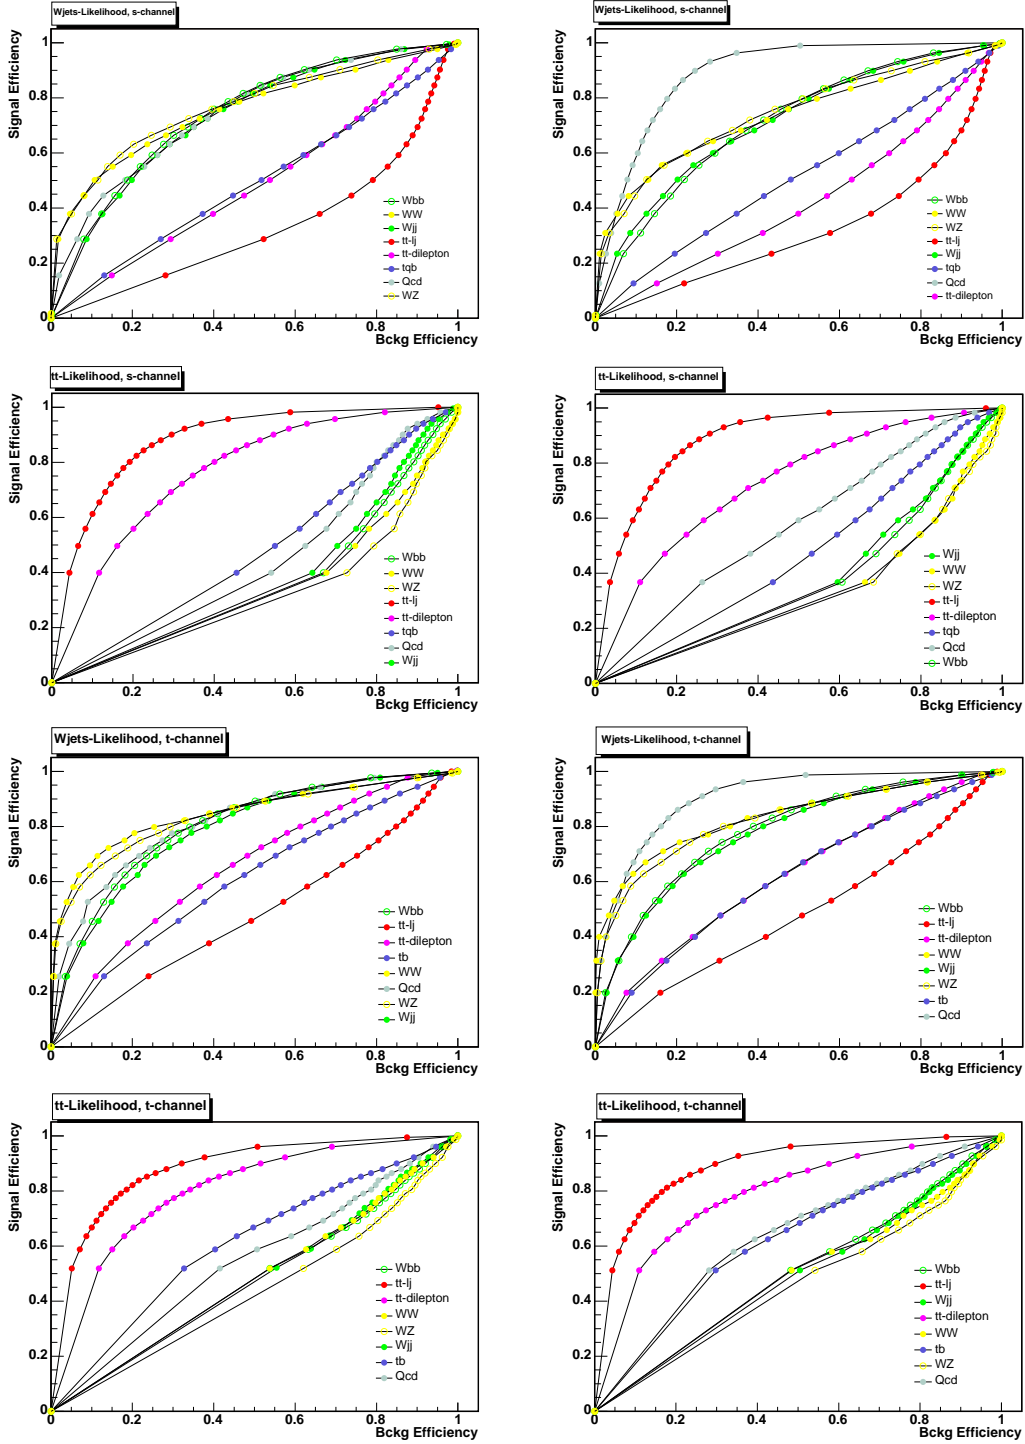 Wjets-Likelihood, s-channel
Signal Efficiency
1
0.8
0.6
0.4
0.2
0
Wbb
WW
Wjj
tt-lj
tt-dilepton
tqb
Qcd
WZ
0 0.2 0.4 0.6 0.8 1
Bckg Efficiency
Wjets-Likelihood, s-channel
Signal Efficiency
1
0.8
0.6
0.4
0.2
0
Wbb
WW
WZ
tt-lj
Wjj
tqb
Qcd
tt-dilepton
0 0.2 0.4 0.6 0.8 1
Bckg Efficiency
tt-Likelihood, s-channel
Signal Efficiency
1
0.8
0.6
0.4
0.2
0
Wbb
WW
WZ
tt-lj
tt-dilepton
tqb
Qcd
Wjj
0 0.2 0.4 0.6 0.8 1
Bckg Efficiency
tt-Likelihood, s-channel
Signal Efficiency
1
0.8
0.6
0.4
0.2
0
Wjj
WW
WZ
tt-lj
tt-dilepton
tqb
Qcd
Wbb
0 0.2 0.4 0.6 0.8 1
Bckg Efficiency
Wjets-Likelihood, t-channel
Signal Efficiency
1
0.8
0.6
0.4
0.2
0
Wbb
tt-lj
tt-dilepton
tb
WW
Qcd
WZ
Wjj
0 0.2 0.4 0.6 0.8 1
Bckg Efficiency
Wjets-Likelihood, t-channel
Signal Efficiency
1
0.8
0.6
0.4
0.2
0
Wbb
tt-lj
tt-dilepton
WW
Wjj
WZ
tb
Qcd
0 0.2 0.4 0.6 0.8 1
Bckg Efficiency
tt-Likelihood, t-channel
Signal Efficiency
1
0.8
0.6
0.4
0.2
0
Wbb
tt-lj
tt-dilepton
WW
WZ
Wjj
tb
Qcd
0 0.2 0.4 0.6 0.8 1
Bckg Efficiency
tt-Likelihood, t-channel
Signal Efficiency
1
0.8
0.6
0.4
0.2
0
Wbb
tt-lj
Wjj
tt-dilepton
WW
tb
WZ
Qcd
0 0.2 0.4 0.6 0.8 1
Bckg Efficiency